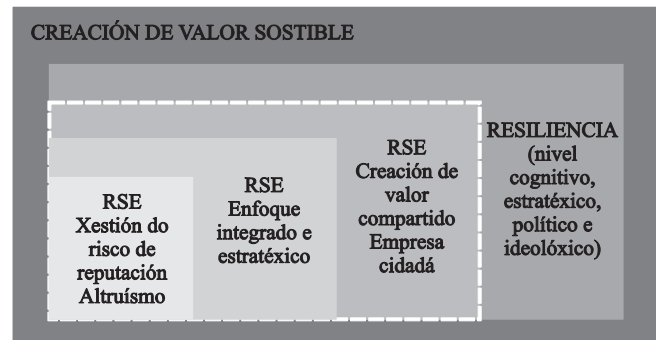 CREACIÓN DE VALOR SOSTIBLE
RSE
Xestión do
risco de
reputación
Altruísmo
RSE
Enfoque
integrado e
estratéxico
RSE
Creación de
valor
compartido
Empresa
cidadá
RESILIENCIA
(nivel
cognitivo,
estratéxico,
político e
ideolóxico)